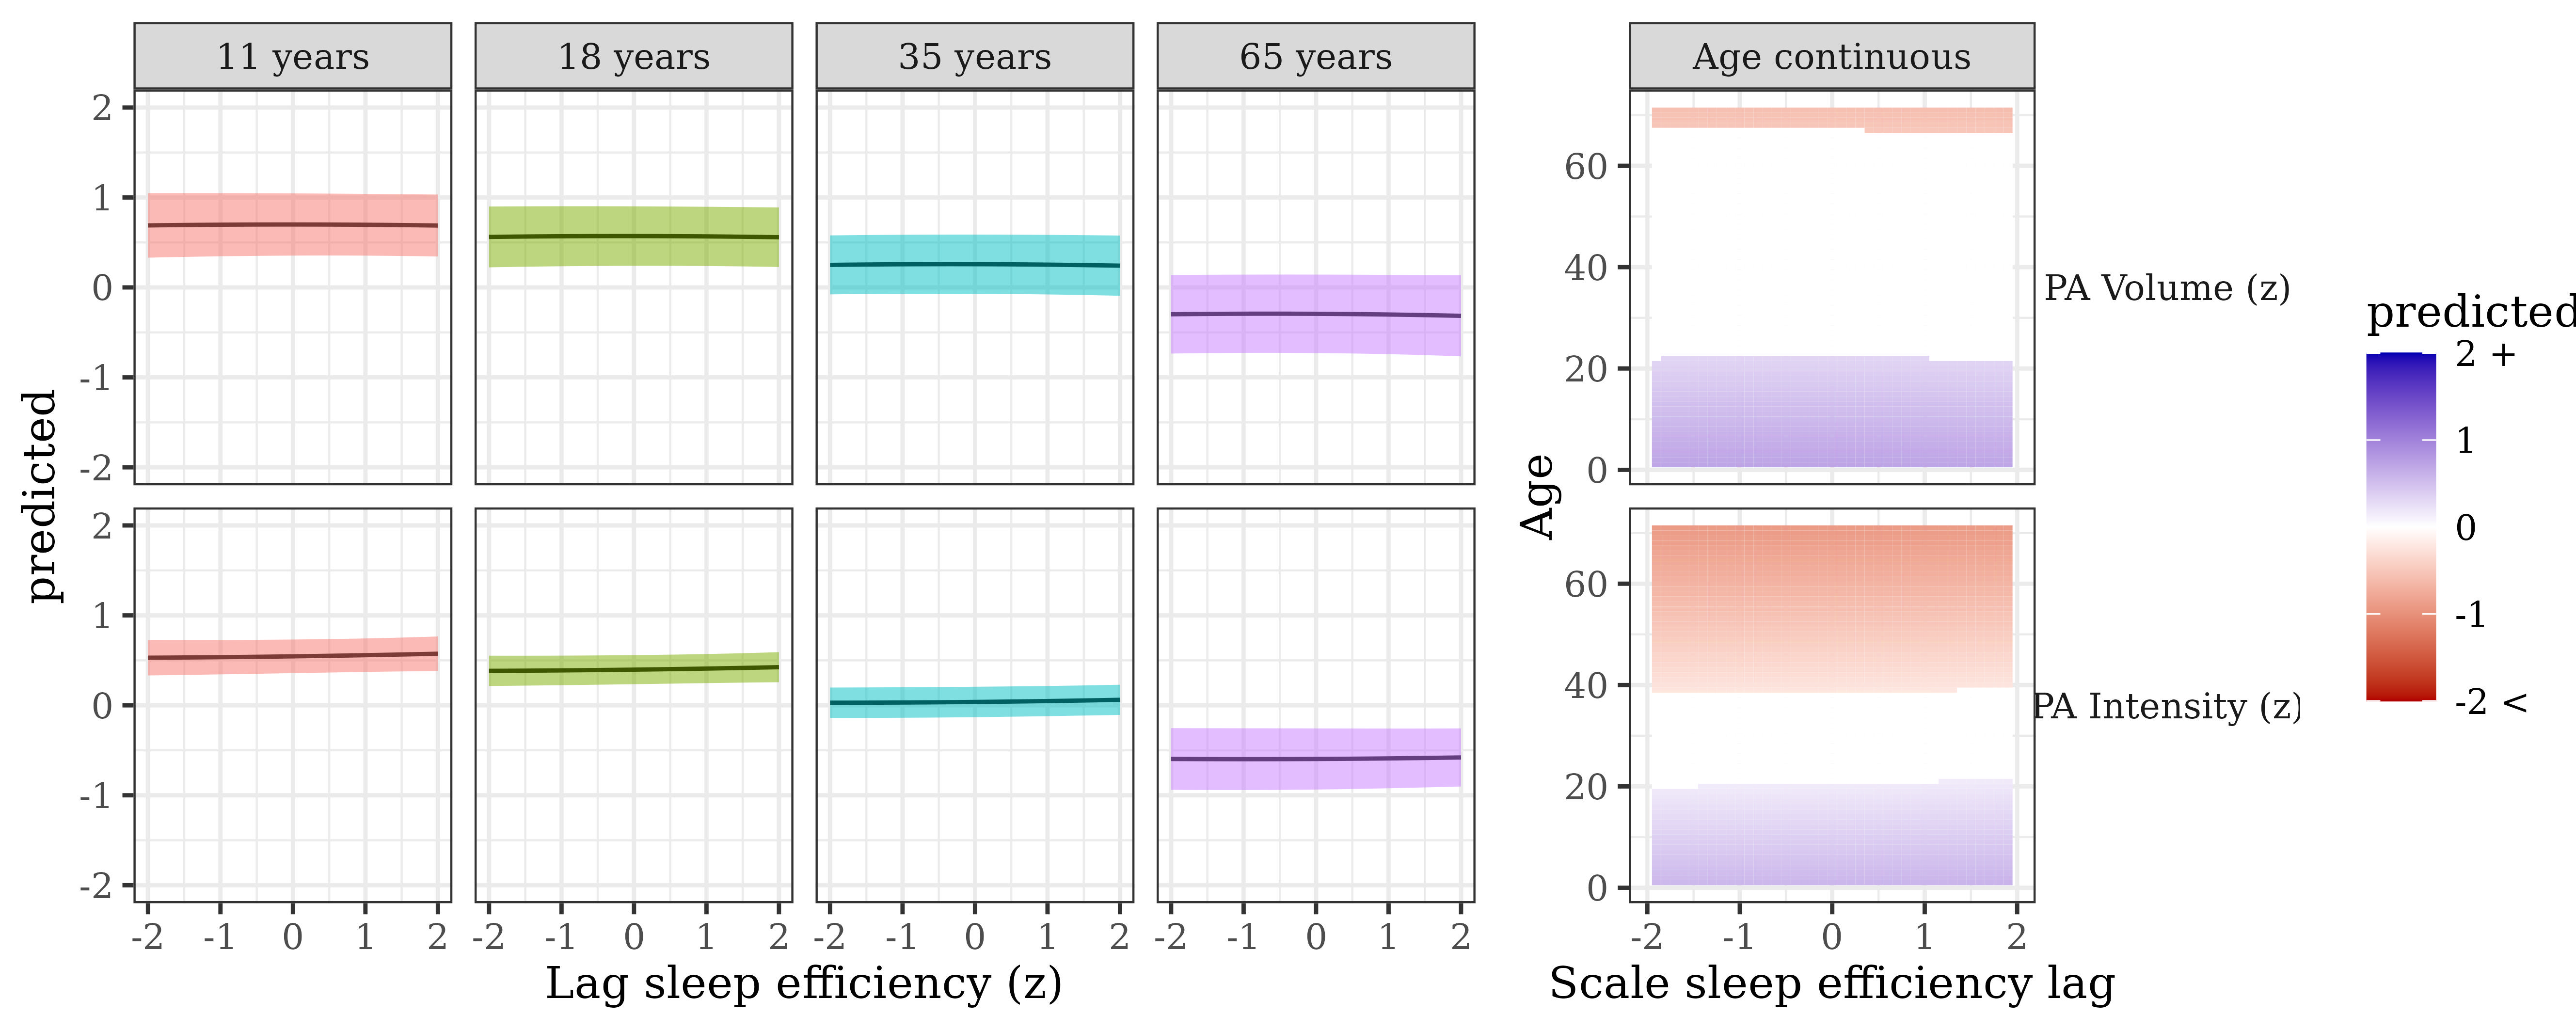 11 years
18 years
35 years
65 years
Age continuous
2
1
0
-1
-2
2
1
0
-1
-2
predicted
-2 -1 0 1 2
-2 -1 0 1 2
-2 -1 0 1 2
-2 -1 0 1 2
Lag sleep efficiency (z)
60
40
20
0
60
40
20
0
Age
-2 -1 0 1 2
Scale sleep efficiency lag
PA Volume (z)
PA Intensity (z)
predicted
2 +
1
0
-1
-2 <